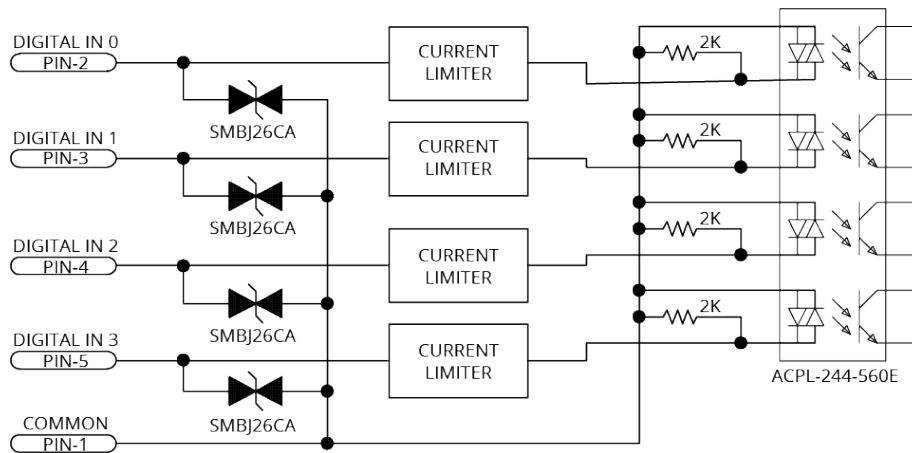 DIGITAL IN 0
PIN-2
CURRENT
LIMITER
2K
SMBJ26CA
DIGITAL IN 1
PIN-3
CURRENT
LIMITER
2K
SMBJ26CA
DIGITAL IN 2
PIN-4
CURRENT
LIMITER
2K
SMBJ26CA
DIGITAL IN 3
PIN-5
CURRENT
LIMITER
2K
ACPL-244-560E
SMBJ26CA
COMMON
PIN-1